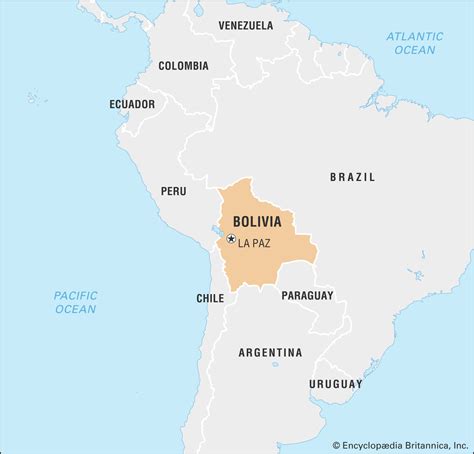 VENEZUELA
ATLANTIC
OCEAN
COLOMBIA
ECUADOR
BRAZIL
PERU
BOLIVIA
LA PAZ
PACIFIC
OCEAN
CHILE
PARAGUAY
ARGENTINA
URUGUAY
© Encyclopædia Britannica, Inc.